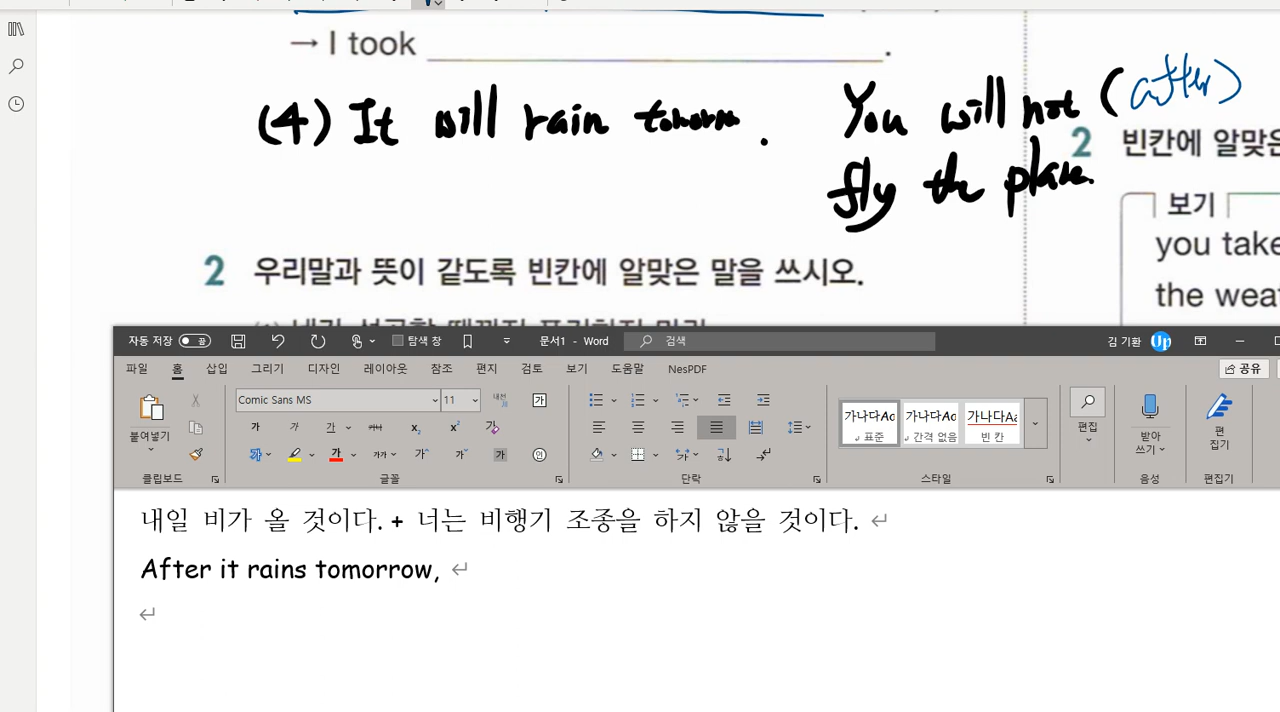 → I took ____________ .
(4) It will rain tomorrow. You will not (after)
fly the plane.
2 빈칸에 알맞은
보기
you take
the wea
2 우리말과 뜻이 같도록 빈칸에 알맞은 말을 쓰시오.
자동 저장 끔 탐색 창 문서1 - Word 검색 김 기환 Up
파일 홈 삽입 그리기 디자인 레이아웃 참조 편지 검토 보기 도움말 NesPDF 공유
붙여넣기 Comic Sans MS 11 가나다Aa 가나다Aa 가나다Aa 편집 받아쓰기 편집기
표준 간격 없음 빈 칸
클립보드 글꼴 단락 스타일 음성 편집기
내일 비가 올 것이다. + 너는 비행기 조종을 하지 않을 것이다.
After it rains tomorrow,